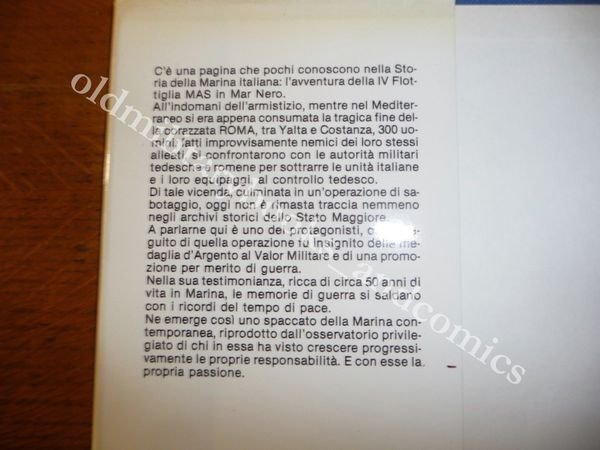 C'è una pagina che pochi conoscono nella Sto-
ria della Marina italiana: l'avventura della IV Flot-
tiglia MAS in Mar Nero.
All'indomani dell'armistizio, mentre nel Mediter-
raneo si era appena consumata la tragica fine del-
la corazzata ROMA, tra Yalta e Costanza, 300 uo-
mini, fatti improvvisamente nemici dei loro stessi
alleati, si confrontarono con le autorità militari
tedesche e romene per sottrarre le unità italiane
e i loro equipaggi al controllo tedesco.
Di tale vicenda, culminata in un'operazione di sa-
botaggio, oggi non è rimasta traccia nemmeno
negli archivi storici dello Stato Maggiore.
A parlarne qui è uno dei protagonisti, che
guito di quella operazione fu insignito della me-
daglia d'Argento al Valor Militare e di una promo-
zione per merito di guerra.
Nella sua testimonianza, ricca di circa 50 anni di
vita in Marina, le memorie di guerra si saldano
con i ricordi del tempo di pace.
Ne emerge così uno spaccato della Marina con-
temporanea, riprodotto dall'osservatorio privile-
giato di chi in essa ha visto crescere progressi-
vamente le proprie responsabilità. E con esse la
propria passione.